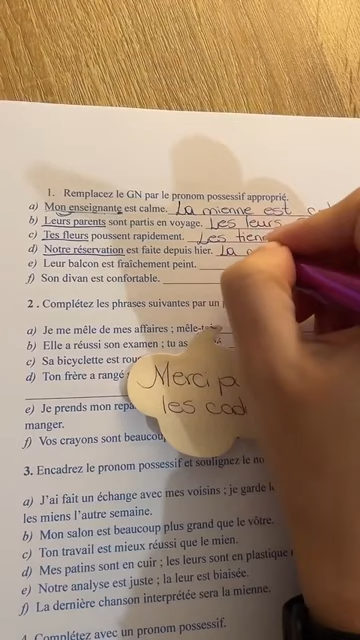 1. Remplacez le GN par le pronom possessif approprié.
a) Mon enseignante est calme. La mienne est
b) Leurs parents sont partis en voyage. Les leurs
c) Tes fleurs poussent rapidement. Les tien
d) Notre réservation est faite depuis hier. La
e) Leur balcon est fraîchement peint.
f) Son divan est confortable.
2. Complétez les phrases suivantes par un
a) Je me mêle de mes affaires ; mêle-
b) Elle a réussi son examen ; tu as
c) Sa bicyclette est
d) Ton frère a rangé
Merci
les
e) Je prends mon
manger.
f) Vos crayons sont
3. Encadrez le pronom possessif et soulignez le
a) J'ai fait un échange avec mes voisins ; je garde
les miens l'autre semaine.
b) Mon salon est beaucoup plus grand que le vôtre.
c) Ton travail est mieux réussi que le mien.
d) Mes patins sont en cuir ; les leurs sont en plastique
e) Notre analyse est juste ; la leur est biaisée.
f) La dernière chanson interprétée sera la mienne.
4. Complétez avec un pronom possessif.